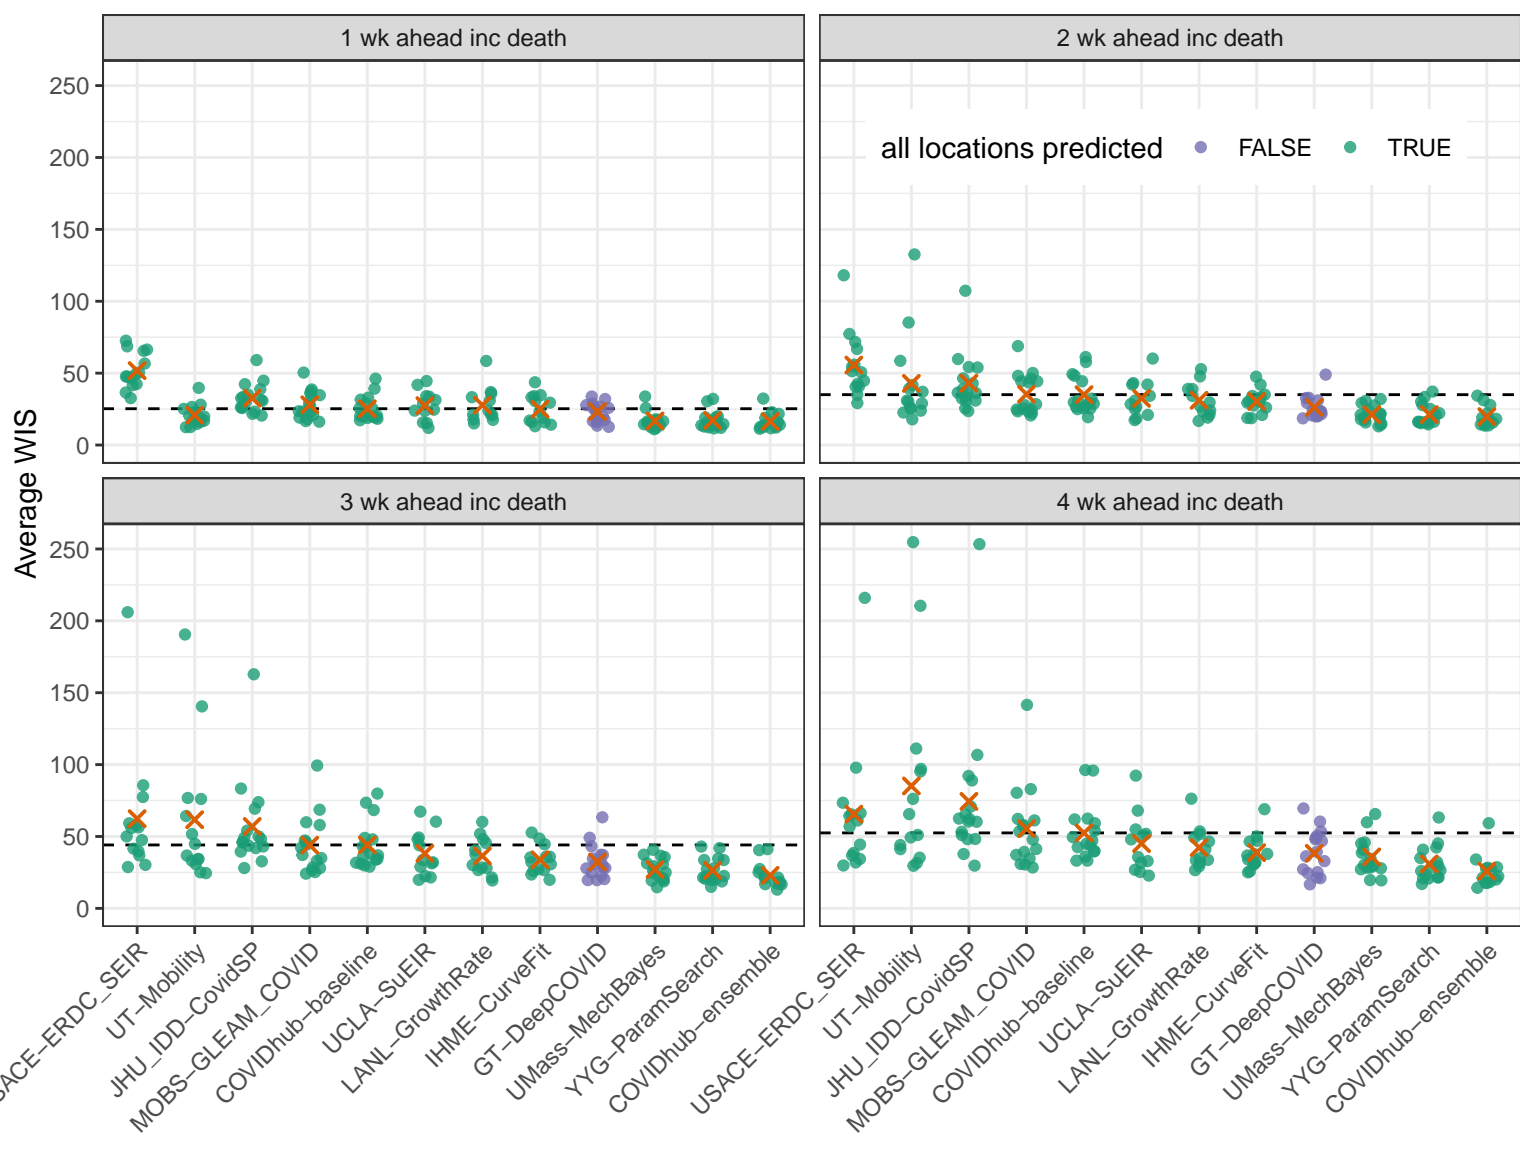 1 wk ahead inc death
2 wk ahead inc death
all locations predicted FALSE TRUE
250
200
150
100
50
0
Average WIS
3 wk ahead inc death
4 wk ahead inc death
250
200
150
100
50
0
SACE−ERDC_SEIR
UT−Mobility
JHU_IDD−CovidSP
MOBS−GLEAM_COVID
COVIDhub−baseline
UCLA−SuEIR
LANL−GrowthRate
IHME−CurveFit
GT−DeepCOVID
UMass−MechBayes
YYG−ParamSearch
COVIDhub−ensemble
USACE−ERDC_SEIR
UT−Mobility
JHU_IDD−CovidSP
MOBS−GLEAM_COVID
COVIDhub−baseline
UCLA−SuEIR
LANL−GrowthRate
IHME−CurveFit
GT−DeepCOVID
UMass−MechBayes
YYG−ParamSearch
COVIDhub−ensemble